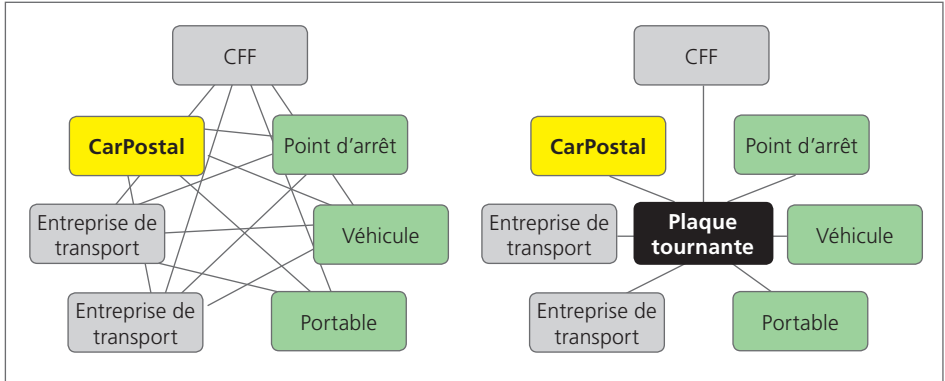 CFF
CarPostal
Point d'arrêt
Entreprise de
transport
Véhicule
Entreprise de
transport
Portable
CFF
CarPostal
Point d'arrêt
Entreprise de
transport
Plaque
tournante
Véhicule
Entreprise de
transport
Portable